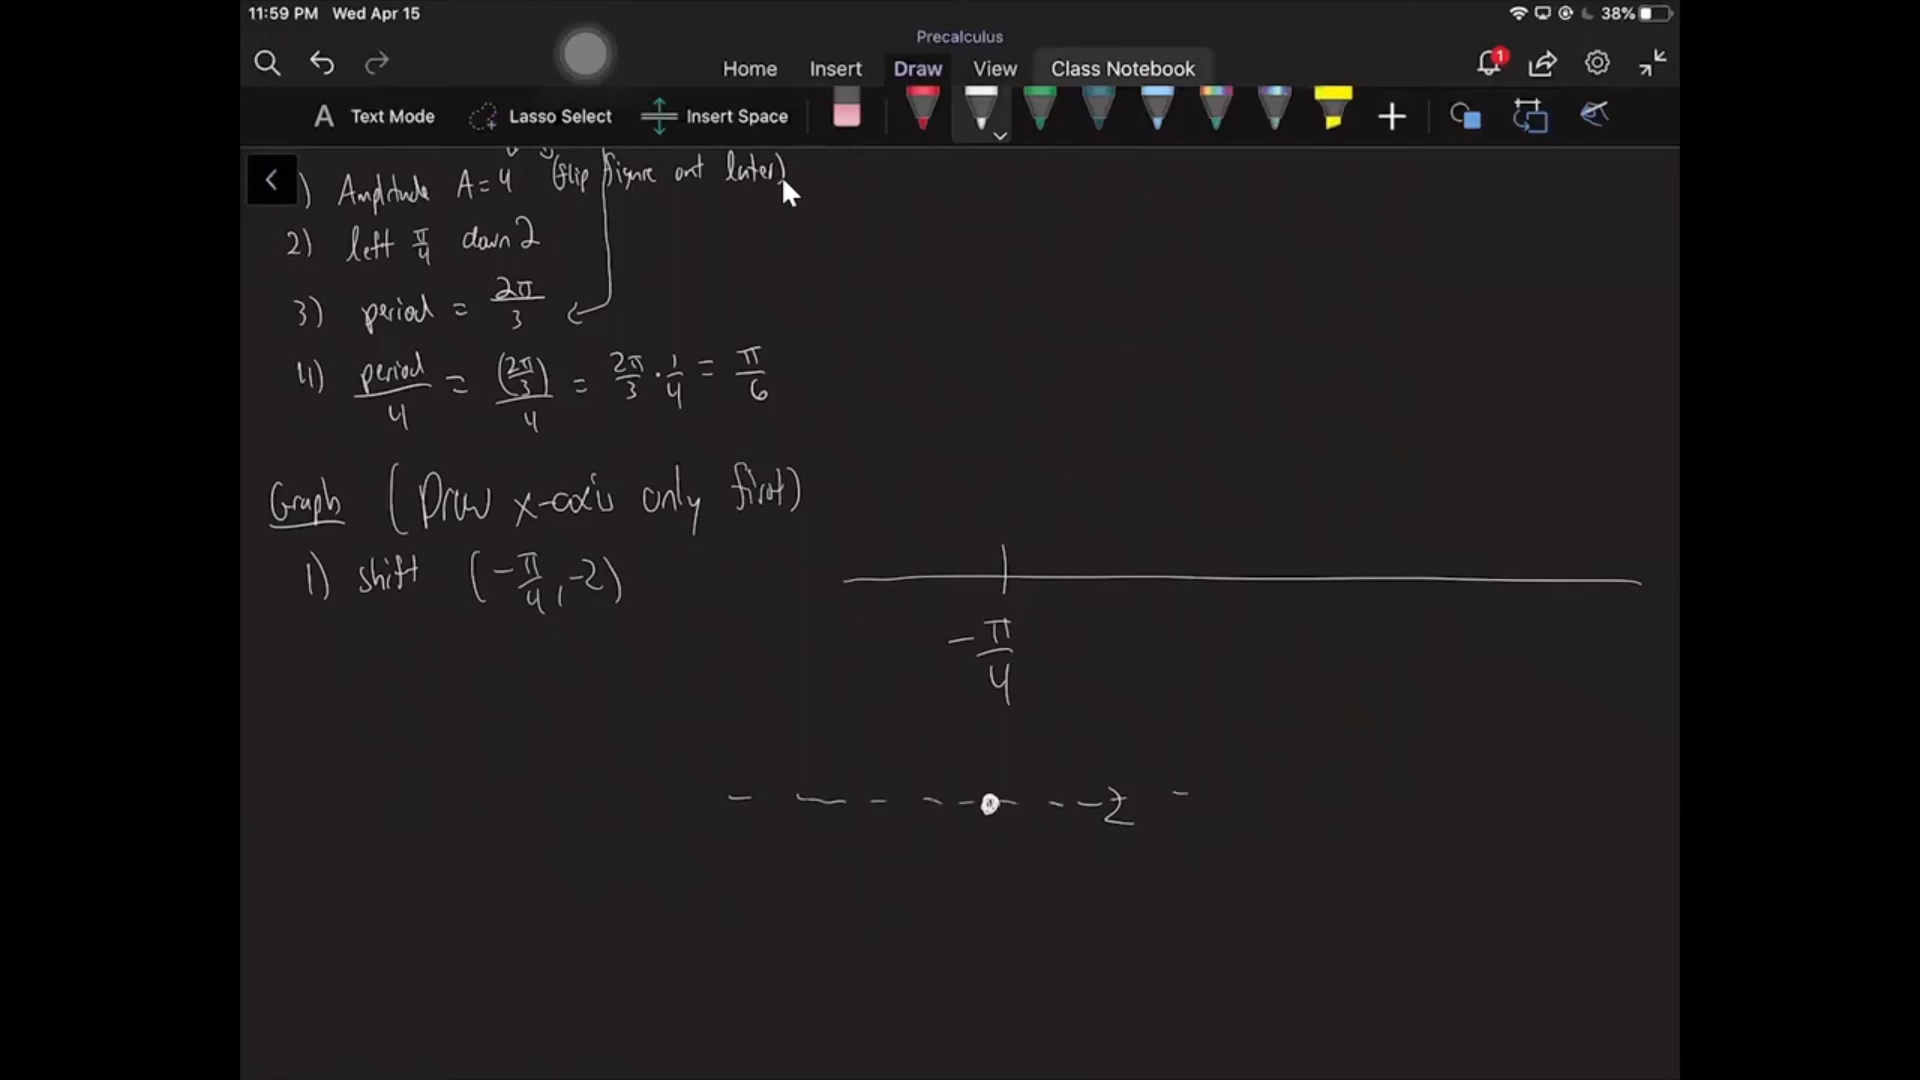 11:59 PM Wed Apr 15
38%
Precalculus
Home Insert Draw View Class Notebook
1
A Text Mode Lasso Select Insert Space
) Amplitude A = 4 (flip figure out later)
2) left π/4 down 2
3) period = 2π/3
4) period/4 = (2π/3)/4 = 2π/3 · 1/4 = π/6
Graph (Draw x-axis only first)
1) shift (-π/4, -2)
-π/4
-2